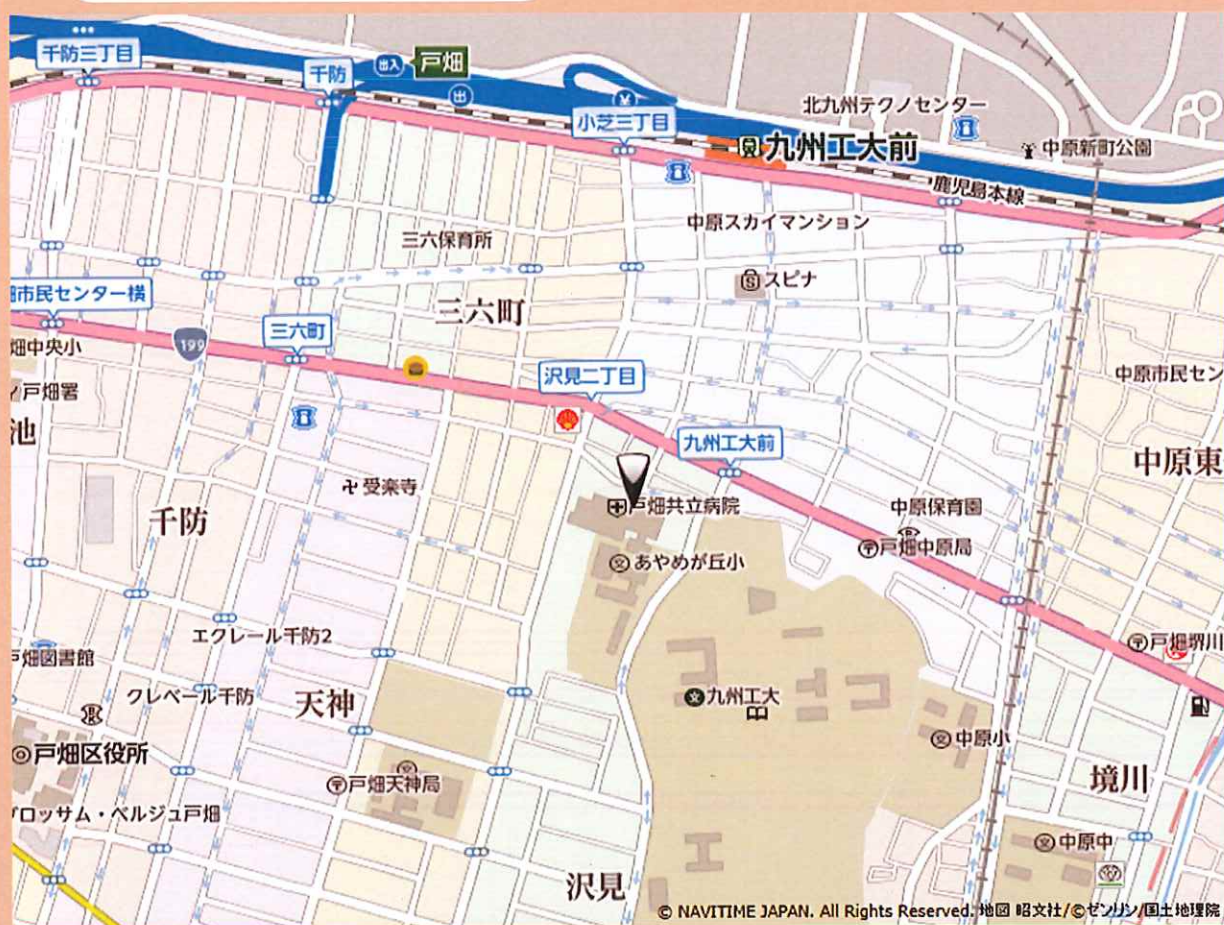 千防三丁目
出入
戸畑
千防
出
¥
小芝三丁目
北九州テクノセンター
九州工大前
中原新町公園
鹿児島本線
三六保育所
中原スカイマンション
S
スピナ
畑市民センター横
三六町
三六町
199
畑中央小
戸畑署
沢見二丁目
中原市民セン
池
九州工大前
中原東
卍受楽寺
千防
戸畑共立病院
中原保育園
〒戸畑中原局
文あやめが丘小
エクレール千防2
戸畑図書館
〒戸畑堺川
クレベール千防
天神
文九州工大
◎戸畑区役所
文中原小
文
〒戸畑天神局
境川
ブロッサム・ベルジュ戸畑
文中原中
沢見
© NAVITIME JAPAN. All Rights Reserved. 地図 昭文社/©ゼンリン/国土地理院